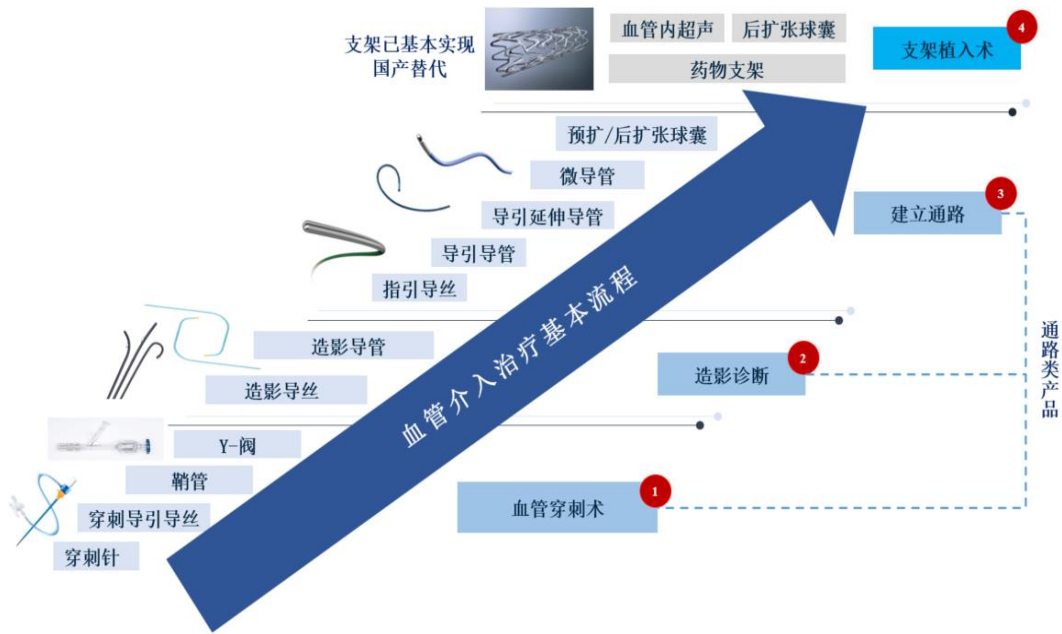 支架已基本实现
国产替代
血管内超声
后扩张球囊
药物支架
支架植入术
4
预扩/后扩张球囊
微导管
导引延伸导管
导引导管
指引导丝
建立通路
3
造影导管
造影导丝
造影诊断
2
Y-阀
鞘管
穿刺导引导丝
穿刺针
血管穿刺术
1
血管介入治疗基本流程
通路类产品